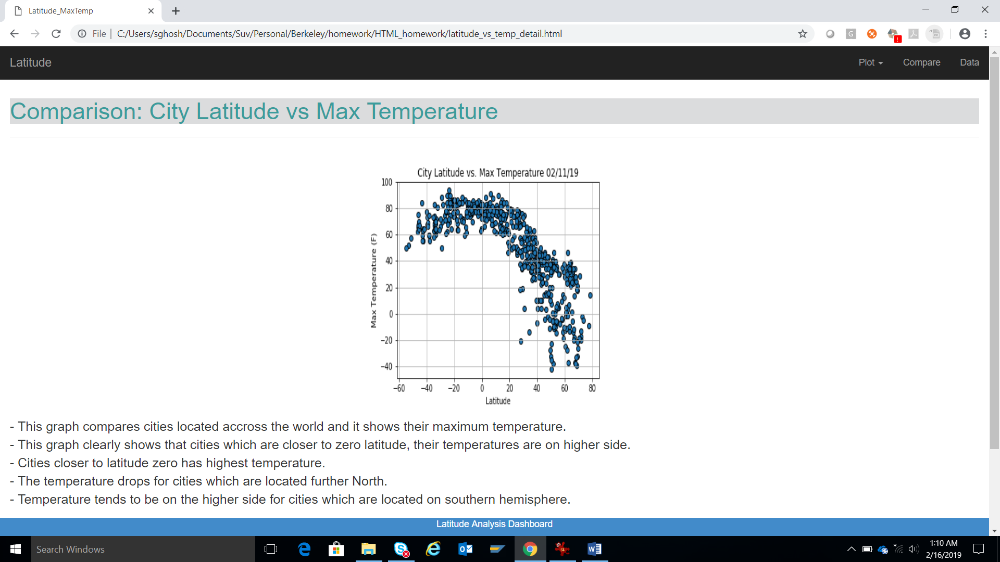 Latitude_MaxTemp
File | C:/Users/sghosh/Documents/Suv/Personal/Berkeley/homework/HTML_homework/latitude_vs_temp_detail.html
G
Latitude Plot Compare Data
Comparison: City Latitude vs Max Temperature
City Latitude vs. Max Temperature 02/11/19
100
80
60
40
20
0
−20
−40
Max Temperature (F)
−60 −40 −20 0 20 40 60 80
Latitude
- This graph compares cities located accross the world and it shows their maximum temperature.
- This graph clearly shows that cities which are closer to zero latitude, their temperatures are on higher side.
- Cities closer to latitude zero has highest temperature.
- The temperature drops for cities which are located further North.
- Temperature tends to be on the higher side for cities which are located on southern hemisphere.
Latitude Analysis Dashboard
Search Windows
64
1:10 AM
2/16/2019